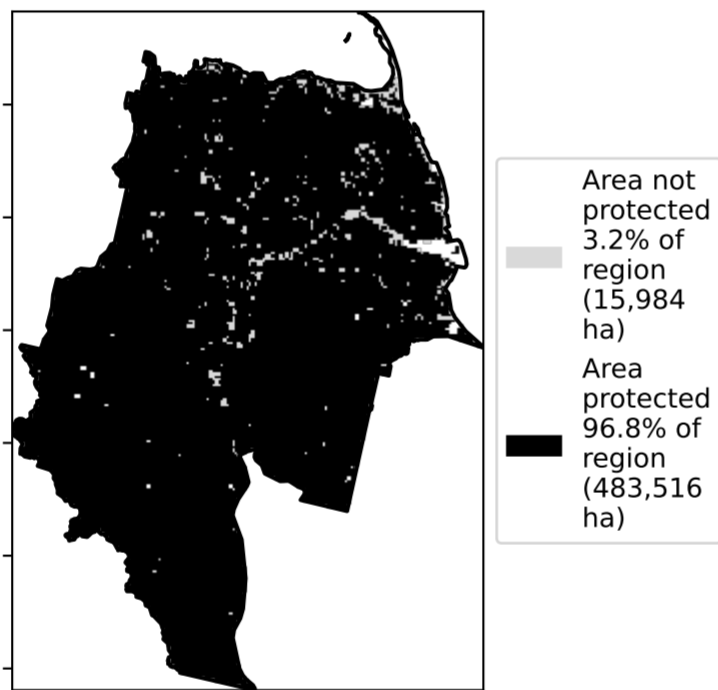 Area not
protected
3.2% of
region
(15,984
ha)
Area
protected
96.8% of
region
(483,516
ha)